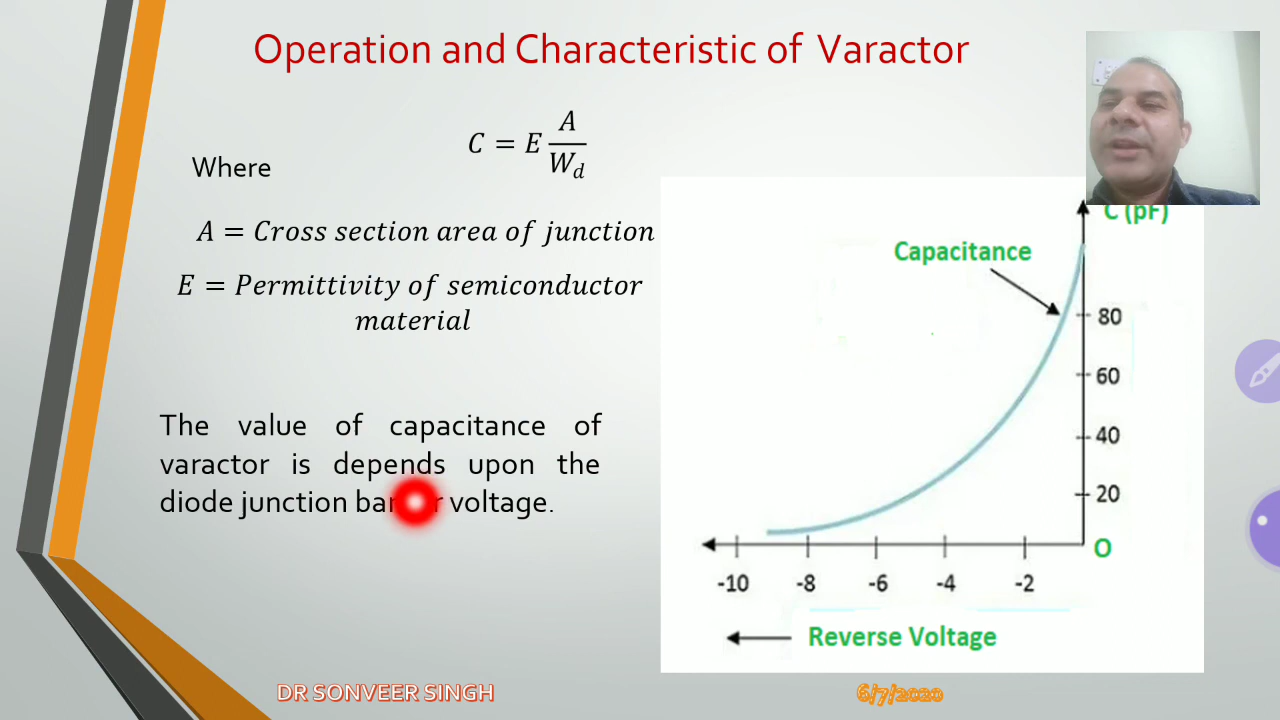 Operation and Characteristic of Varactor
C = E A/W_d
Where
A = Cross section area of junction
E = Permittivity of semiconductor
material
The value of capacitance of
varactor is depends upon the
diode junction voltage.
C (pF)
Capacitance
80
60
40
20
O
-10 -8 -6 -4 -2
Reverse Voltage
DR SONVEER SINGH
6/7/2020